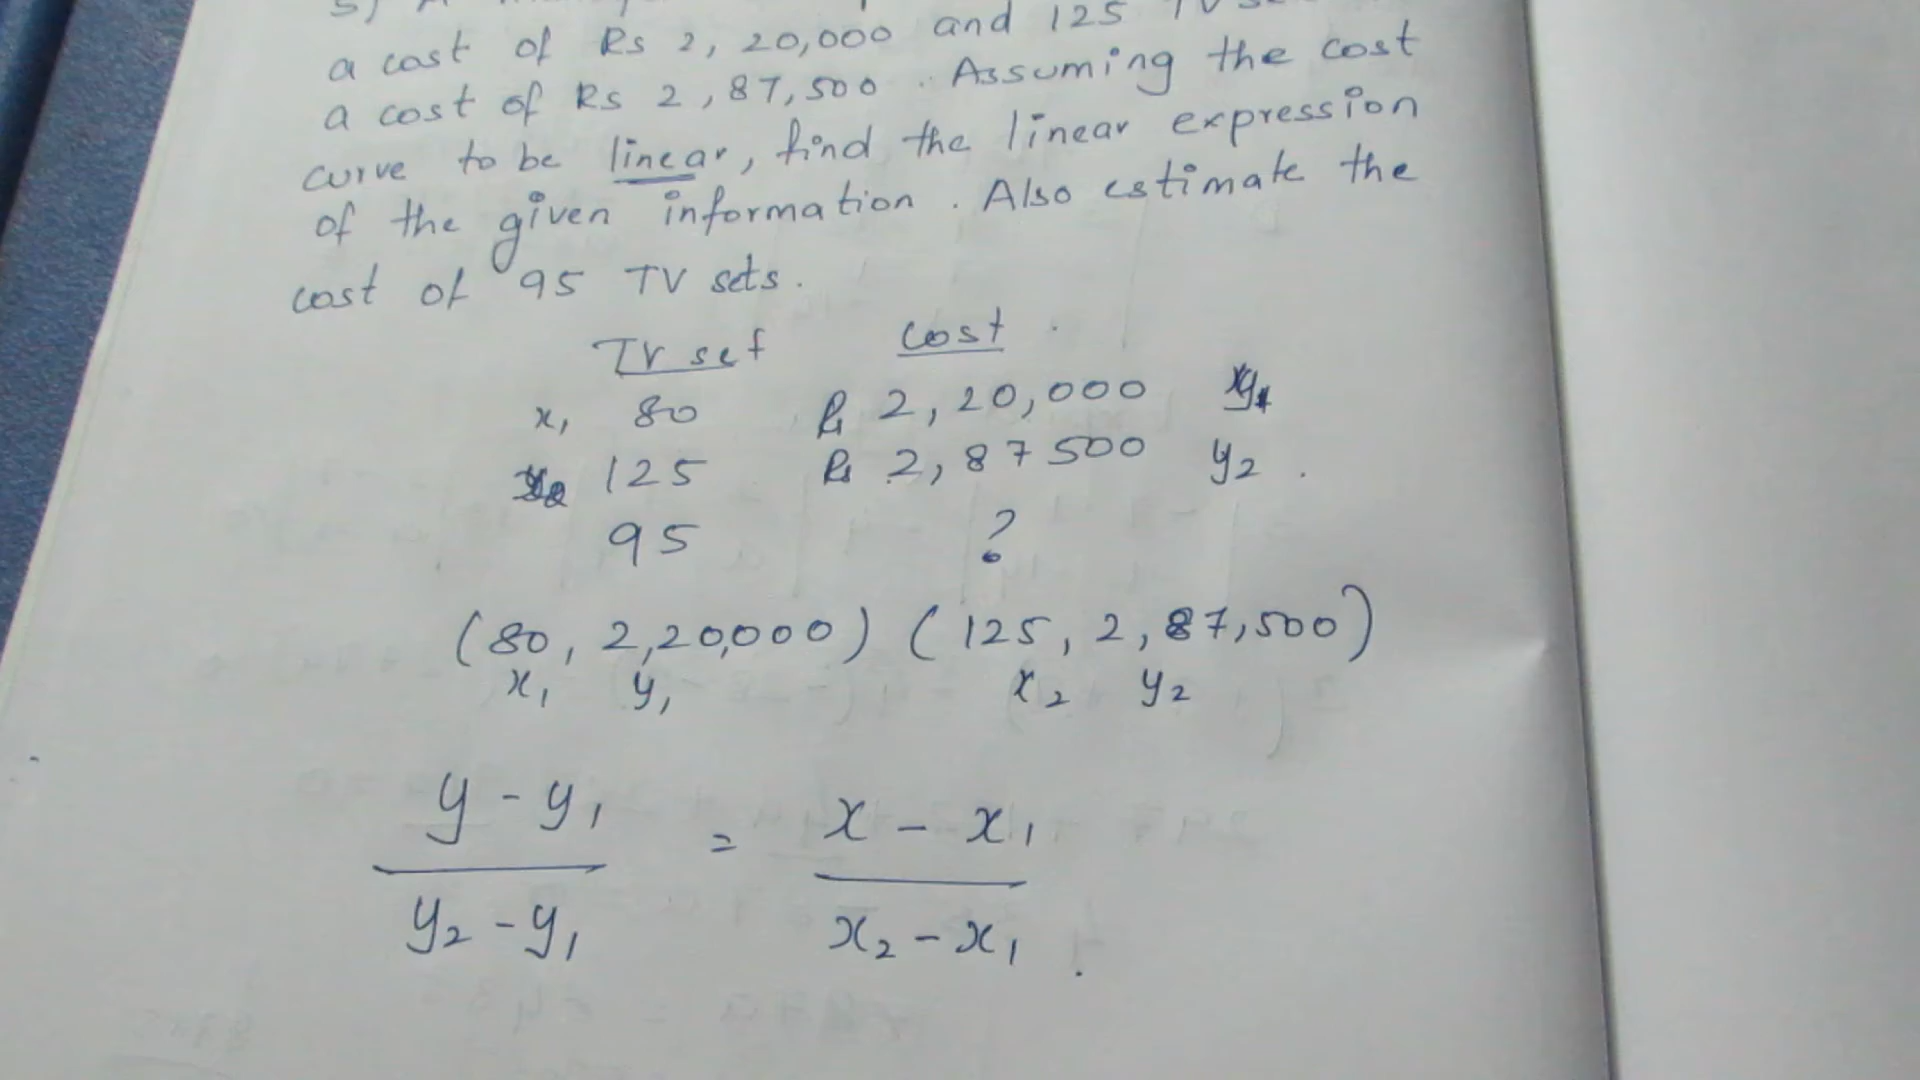 a cost of Rs 2, 20,000 and 125 TV
a cost of Rs 2,87,500. Assuming the cost
curve to be linear, find the linear expression
of the given information. Also estimate the
cost of 95 TV sets.
TV set cost
x1 80 Rs 2,20,000 y1
125 Rs 2,87500 y2.
95 ?
(80, 2,20,000) (125, 2,87,500)
x1 y1 x2 y2
y - y1 = x - x1
y2 - y1 x2 - x1.